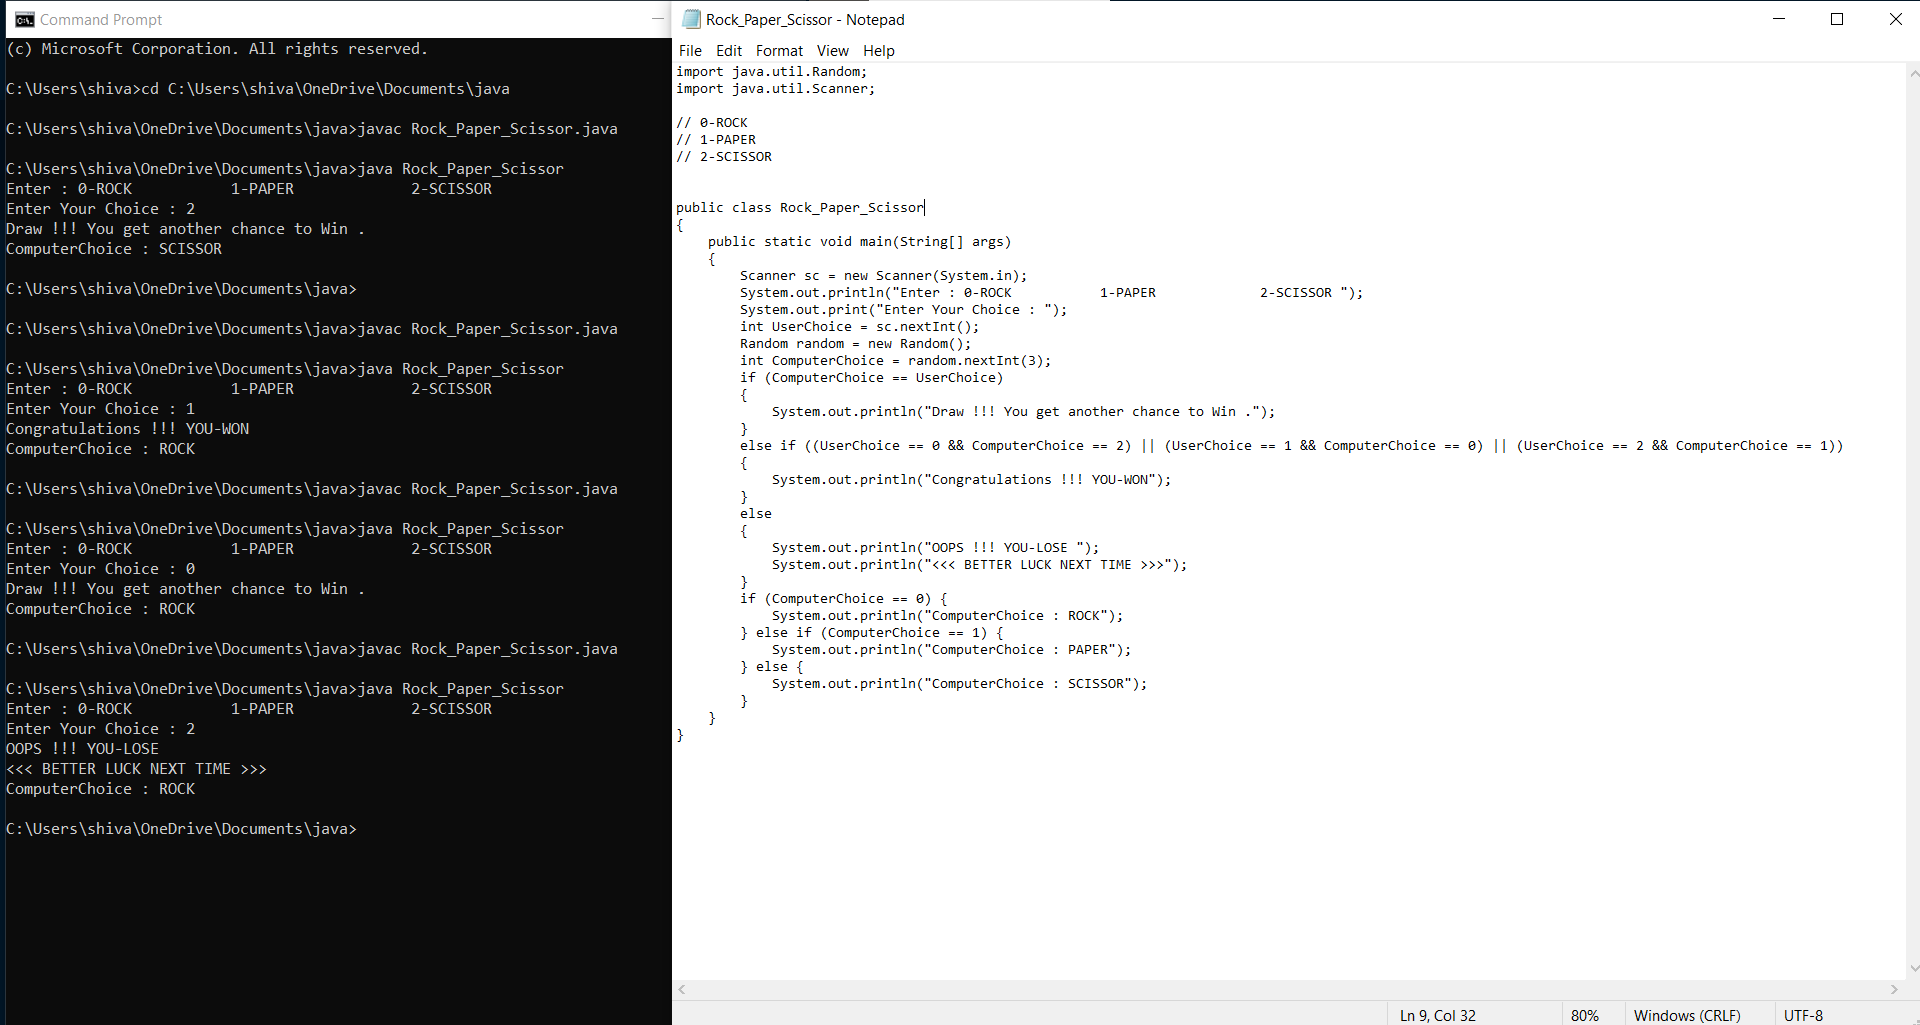 Command Prompt
(c) Microsoft Corporation. All rights reserved.
C:\Users\shiva>cd C:\Users\shiva\OneDrive\Documents\java
C:\Users\shiva\OneDrive\Documents\java>javac Rock_Paper_Scissor.java
C:\Users\shiva\OneDrive\Documents\java>java Rock_Paper_Scissor
Enter : 0-ROCK           1-PAPER             2-SCISSOR
Enter Your Choice : 2
Draw !!! You get another chance to Win .
ComputerChoice : SCISSOR
C:\Users\shiva\OneDrive\Documents\java>
C:\Users\shiva\OneDrive\Documents\java>javac Rock_Paper_Scissor.java
C:\Users\shiva\OneDrive\Documents\java>java Rock_Paper_Scissor
Enter : 0-ROCK           1-PAPER             2-SCISSOR
Enter Your Choice : 1
Congratulations !!! YOU-WON
ComputerChoice : ROCK
C:\Users\shiva\OneDrive\Documents\java>javac Rock_Paper_Scissor.java
C:\Users\shiva\OneDrive\Documents\java>java Rock_Paper_Scissor
Enter : 0-ROCK           1-PAPER             2-SCISSOR
Enter Your Choice : 0
Draw !!! You get another chance to Win .
ComputerChoice : ROCK
C:\Users\shiva\OneDrive\Documents\java>javac Rock_Paper_Scissor.java
C:\Users\shiva\OneDrive\Documents\java>java Rock_Paper_Scissor
Enter : 0-ROCK           1-PAPER             2-SCISSOR
Enter Your Choice : 2
OOPS !!! YOU-LOSE
<<< BETTER LUCK NEXT TIME >>>
ComputerChoice : ROCK
C:\Users\shiva\OneDrive\Documents\java>
Rock_Paper_Scissor - Notepad
File Edit Format View Help
import java.util.Random;
import java.util.Scanner;
// 0-ROCK
// 1-PAPER
// 2-SCISSOR
public class Rock_Paper_Scissor
{
    public static void main(String[] args)
    {
        Scanner sc = new Scanner(System.in);
        System.out.println("Enter : 0-ROCK           1-PAPER             2-SCISSOR ");
        System.out.print("Enter Your Choice : ");
        int UserChoice = sc.nextInt();
        Random random = new Random();
        int ComputerChoice = random.nextInt(3);
        if (ComputerChoice == UserChoice)
        {
            System.out.println("Draw !!! You get another chance to Win .");
        }
        else if ((UserChoice == 0 && ComputerChoice == 2) || (UserChoice == 1 && ComputerChoice == 0) || (UserChoice == 2 && ComputerChoice == 1))
        {
            System.out.println("Congratulations !!! YOU-WON");
        }
        else
        {
            System.out.println("OOPS !!! YOU-LOSE ");
            System.out.println("<<< BETTER LUCK NEXT TIME >>>");
        }
        if (ComputerChoice == 0) {
            System.out.println("ComputerChoice : ROCK");
        } else if (ComputerChoice == 1) {
            System.out.println("ComputerChoice : PAPER");
        } else {
            System.out.println("ComputerChoice : SCISSOR");
        }
    }
}
Ln 9, Col 32
80%
Windows (CRLF)
UTF-8